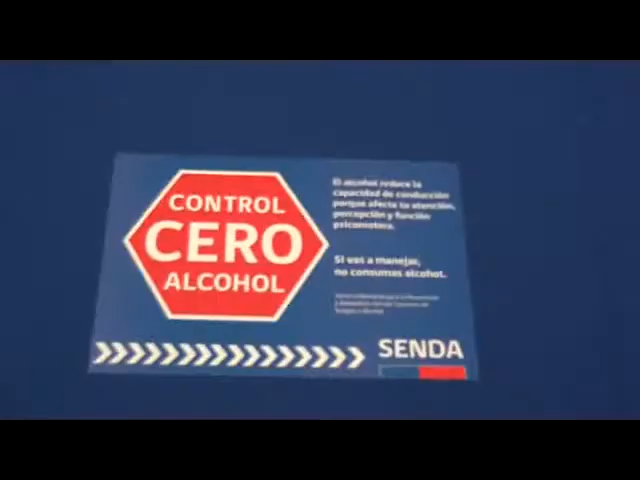 CONTROL
CERO
ALCOHOL
El alcohol reduce la
capacidad de conducción
porque afecta tu atención,
percepción y función
psicomotora.
Si vas a manejar,
no consumas alcohol.
SENDA